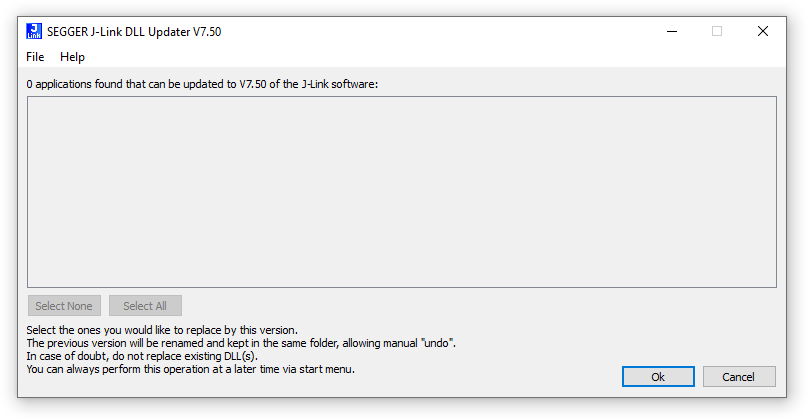 J
Link
SEGGER J-Link DLL Updater V7.50
File Help
0 applications found that can be updated to V7.50 of the J-Link software:
Select None Select All
Select the ones you would like to replace by this version.
The previous version will be renamed and kept in the same folder, allowing manual "undo".
In case of doubt, do not replace existing DLL(s).
You can always perform this operation at a later time via start menu.
Ok Cancel